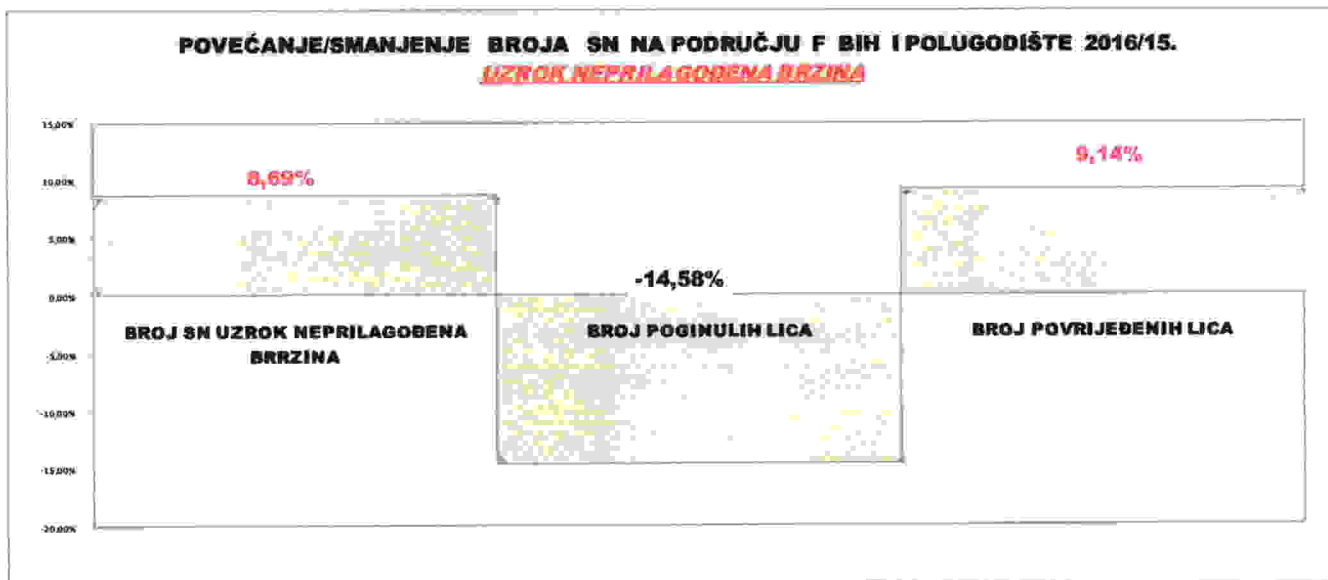 POVEĆANJE/SMANJENJE BROJA SN NA PODRUČJU F BIH I POLUGODIŠTE 2016/15.
UZROK NEPRILAGOĐENA BRZINA
15,00%
9,14%
8,69%
10,00%
5,00%
-14,58%
0,00%
BROJ SN UZROK NEPRILAGOĐENA
BRRZINA
BROJ POGINULIH LICA
BROJ POVRIJEĐENIH LICA
-5,00%
-10,00%
-15,00%
-20,00%